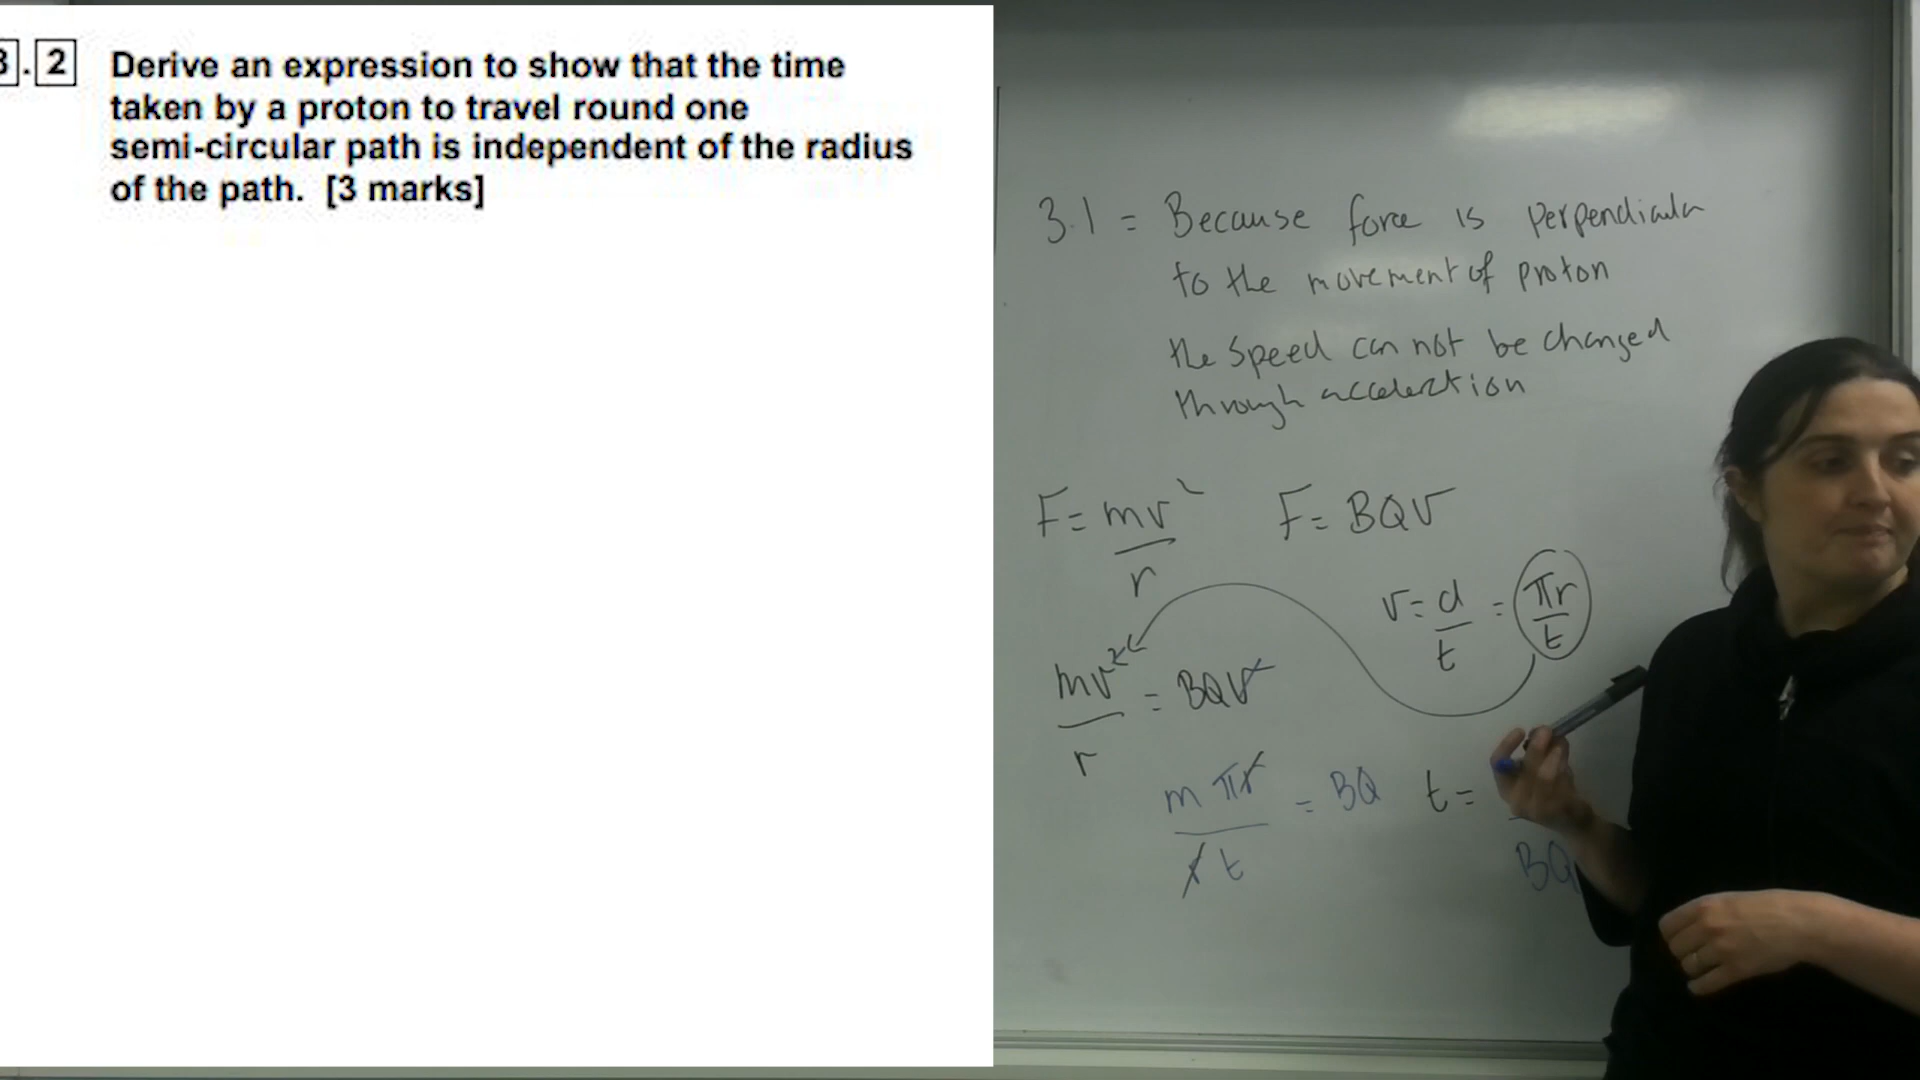 3.2 Derive an expression to show that the time
taken by a proton to travel round one
semi-circular path is independent of the radius
of the path. [3 marks]
3.1 = Because force is perpendicular
to the movement of proton
the speed can not be changed
through acceleration
F = mv²/r F = BQv
v = d/t = πr/t
mv²/r = BQv
mπr/rt = BQ t =
BQ